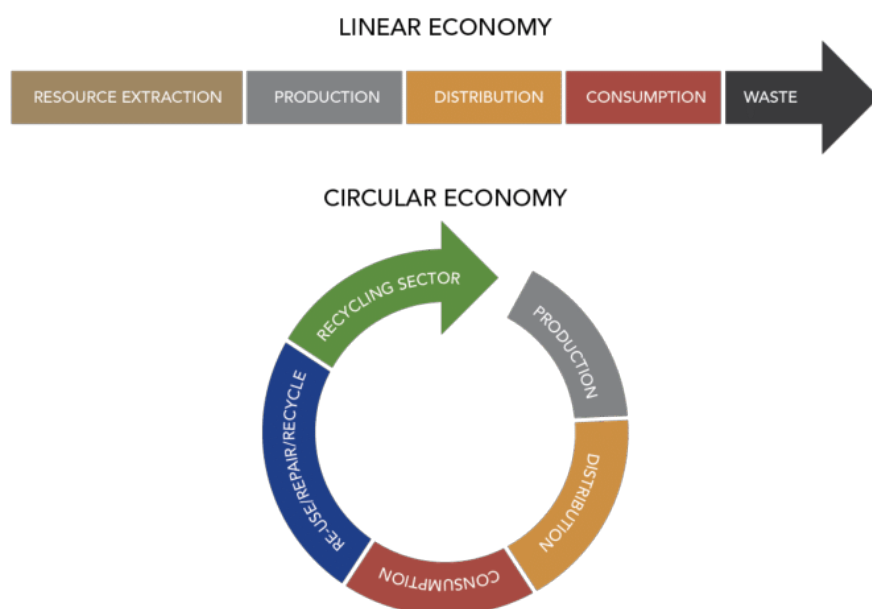 LINEAR ECONOMY
RESOURCE EXTRACTION
PRODUCTION
DISTRIBUTION
CONSUMPTION
WASTE
CIRCULAR ECONOMY
RECYCLING SECTOR
PRODUCTION
DISTRIBUTION
CONSUMPTION
RE-USE/REPAIR/RECYCLE